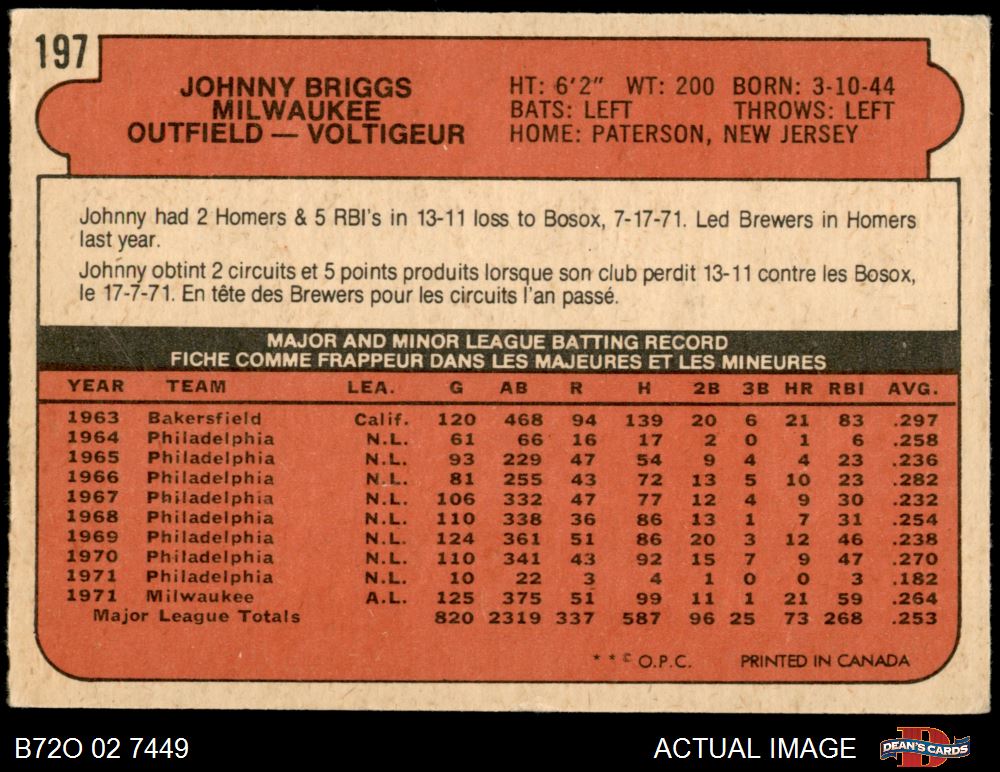 197
JOHNNY BRIGGS
MILWAUKEE
OUTFIELD — VOLTIGEUR
HT: 6'2" WT: 200 BORN: 3-10-44
BATS: LEFT THROWS: LEFT
HOME: PATERSON, NEW JERSEY
Johnny had 2 Homers & 5 RBI's in 13-11 loss to Bosox, 7-17-71. Led Brewers in Homers
last year.
Johnny obtint 2 circuits et 5 points produits lorsque son club perdit 13-11 contre les Bosox,
le 17-7-71. En tête des Brewers pour les circuits l'an passé.
MAJOR AND MINOR LEAGUE BATTING RECORD
FICHE COMME FRAPPEUR DANS LES MAJEURES ET LES MINEURES
YEAR TEAM LEA. G AB R H 2B 3B HR RBI AVG.
1963 Bakersfield Calif. 120 468 94 139 20 6 21 83 .297
1964 Philadelphia N.L. 61 66 16 17 2 0 1 6 .258
1965 Philadelphia N.L. 93 229 47 54 9 4 4 23 .236
1966 Philadelphia N.L. 81 255 43 72 13 5 10 23 .282
1967 Philadelphia N.L. 106 332 47 77 12 4 9 30 .232
1968 Philadelphia N.L. 110 338 36 86 13 1 7 31 .254
1969 Philadelphia N.L. 124 361 51 86 20 3 12 46 .238
1970 Philadelphia N.L. 110 341 43 92 15 7 9 47 .270
1971 Philadelphia N.L. 10 22 3 4 1 0 0 3 .182
1971 Milwaukee A.L. 125 375 51 99 11 1 21 59 .264
Major League Totals 820 2319 337 587 96 25 73 268 .253
* * © O.P.C. PRINTED IN CANADA
B72O 02 7449
ACTUAL IMAGE
D
DEAN'S CARDS